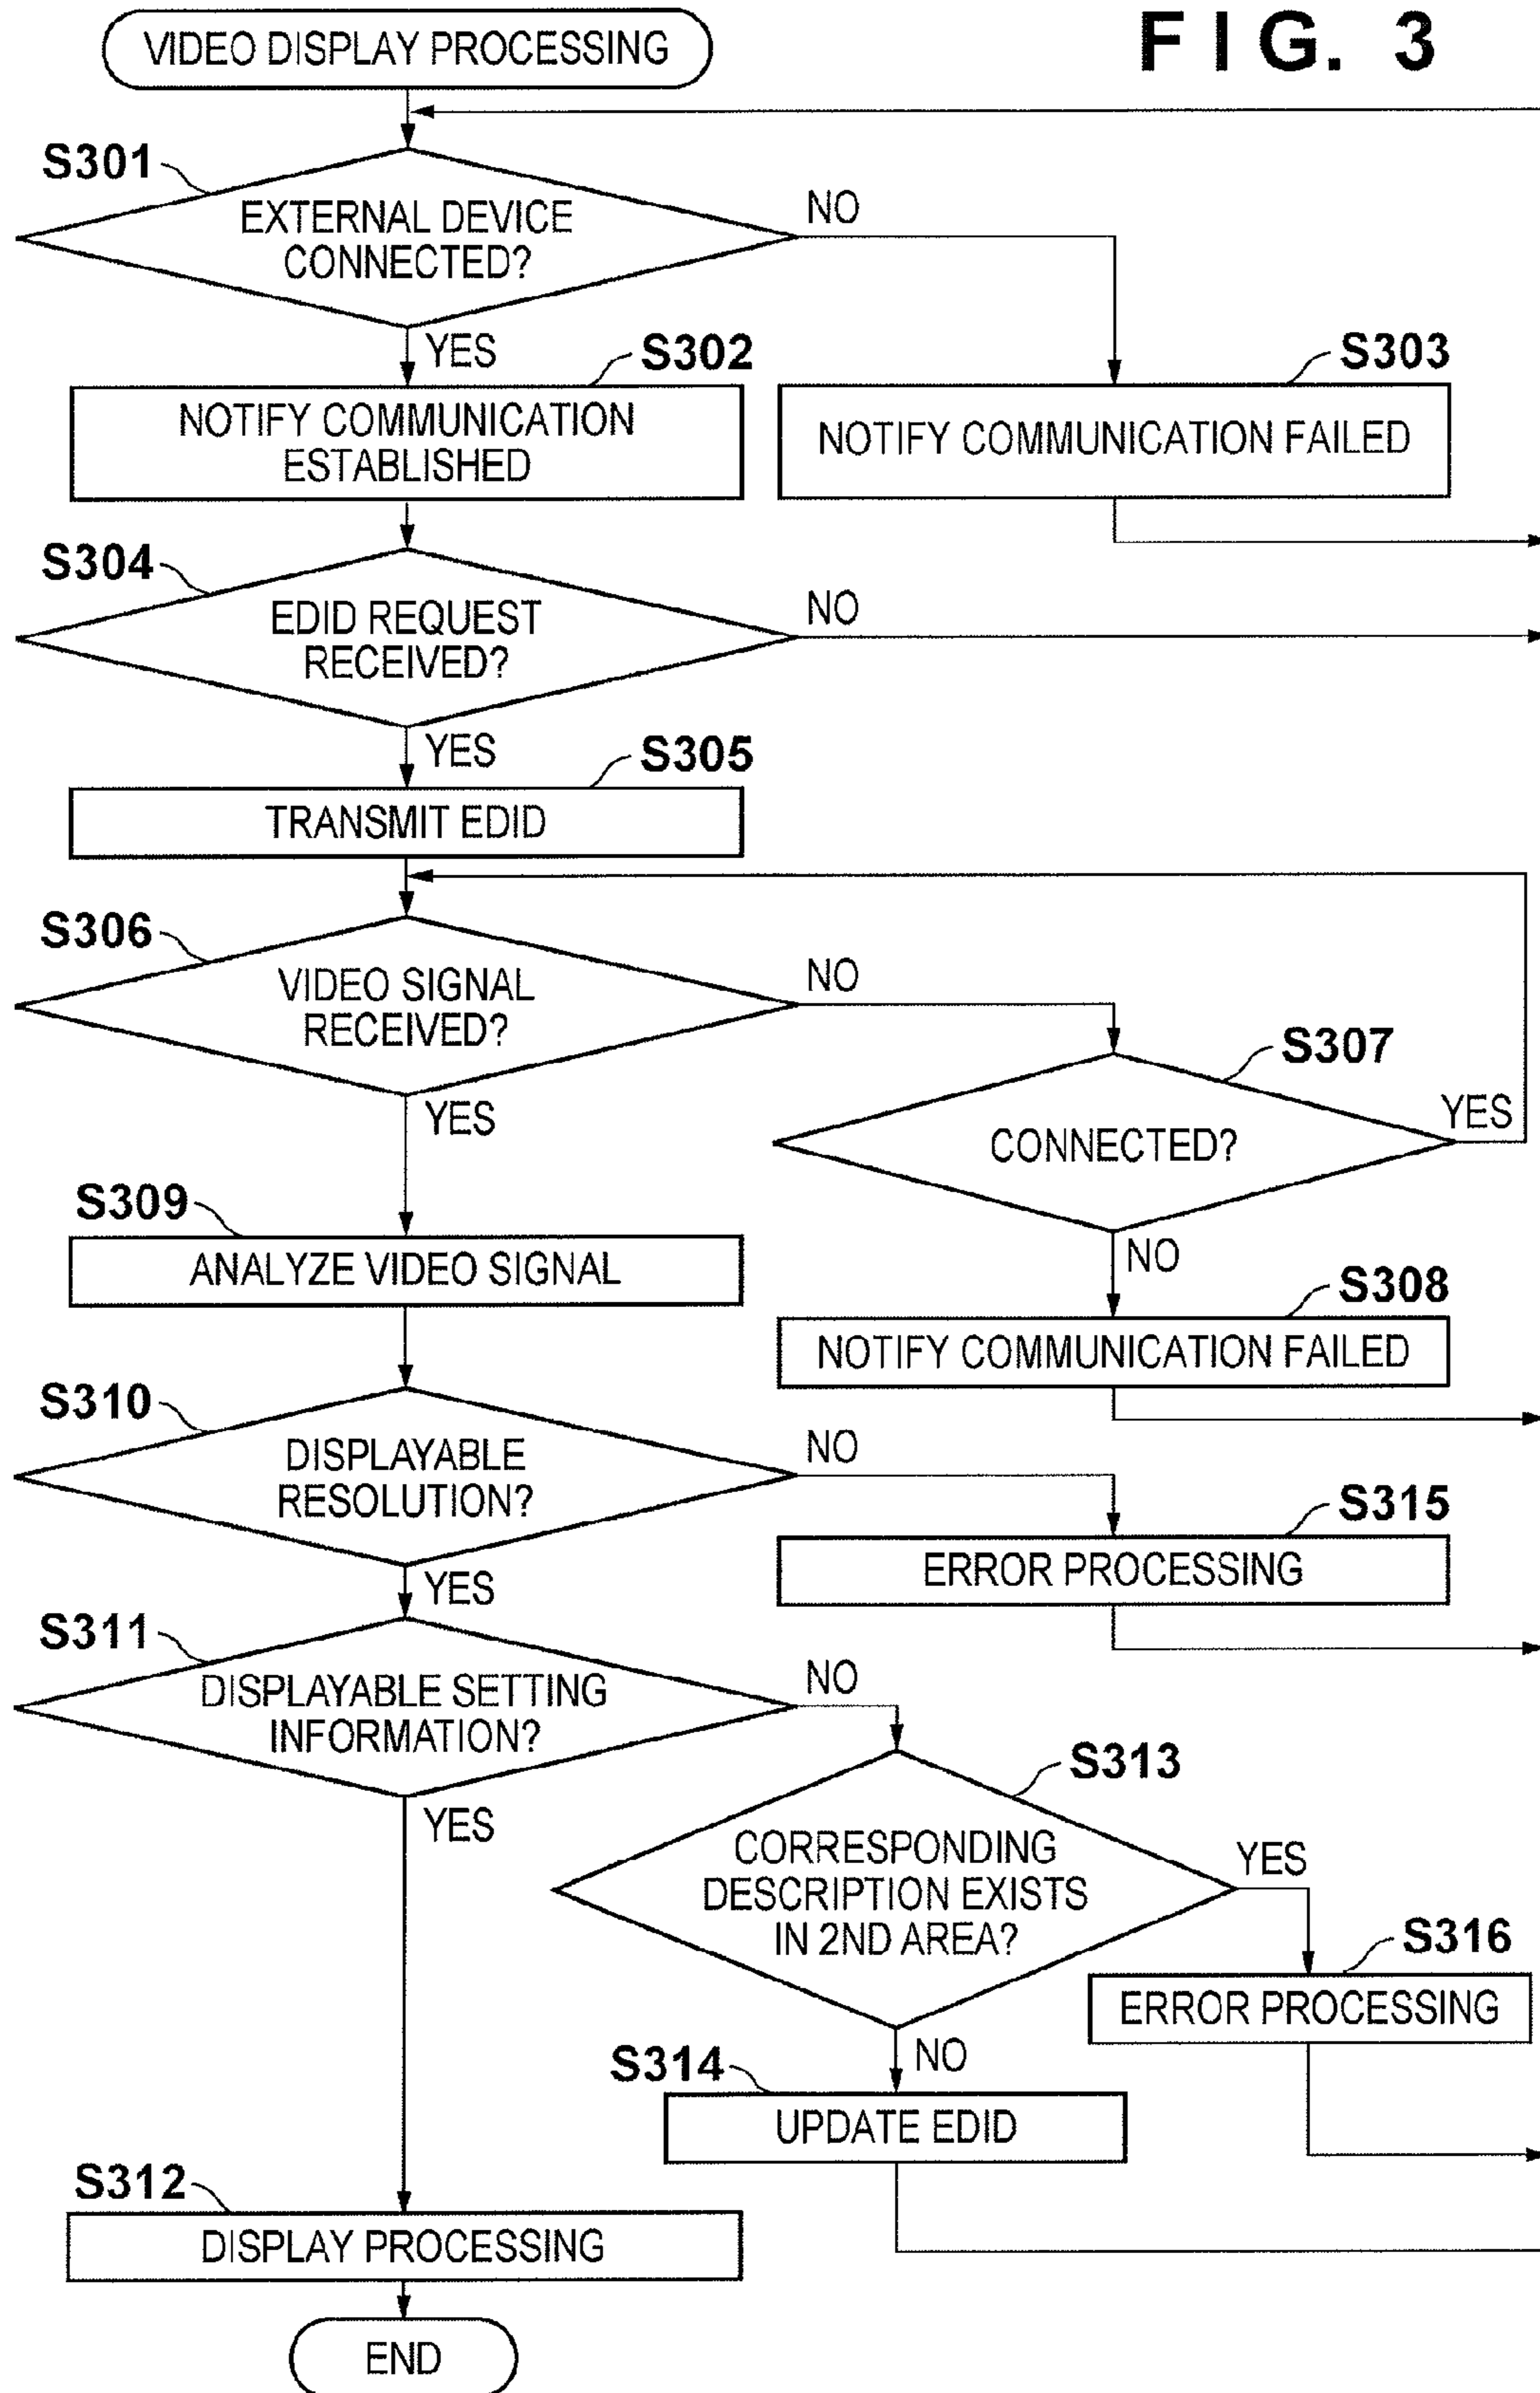 FIG. 3
VIDEO DISPLAY PROCESSING
S301
EXTERNAL DEVICE
CONNECTED?
NO
YES
S302
NOTIFY COMMUNICATION
ESTABLISHED
S303
NOTIFY COMMUNICATION FAILED
S304
EDID REQUEST
RECEIVED?
NO
YES
S305
TRANSMIT EDID
S306
VIDEO SIGNAL
RECEIVED?
NO
YES
S307
CONNECTED?
YES
NO
S308
NOTIFY COMMUNICATION FAILED
S309
ANALYZE VIDEO SIGNAL
S310
DISPLAYABLE
RESOLUTION?
NO
YES
S315
ERROR PROCESSING
S311
DISPLAYABLE SETTING
INFORMATION?
NO
YES
S313
CORRESPONDING
DESCRIPTION EXISTS
IN 2ND AREA?
YES
NO
S316
ERROR PROCESSING
S314
UPDATE EDID
S312
DISPLAY PROCESSING
END